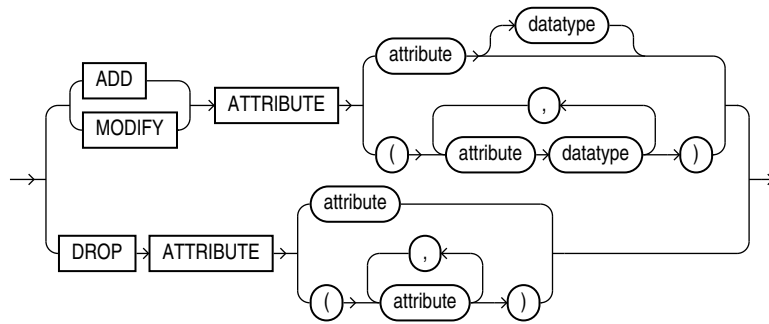 datatype
attribute
ADD
ATTRIBUTE
MODIFY
,
( attribute datatype )
attribute
DROP ATTRIBUTE
,
( attribute )